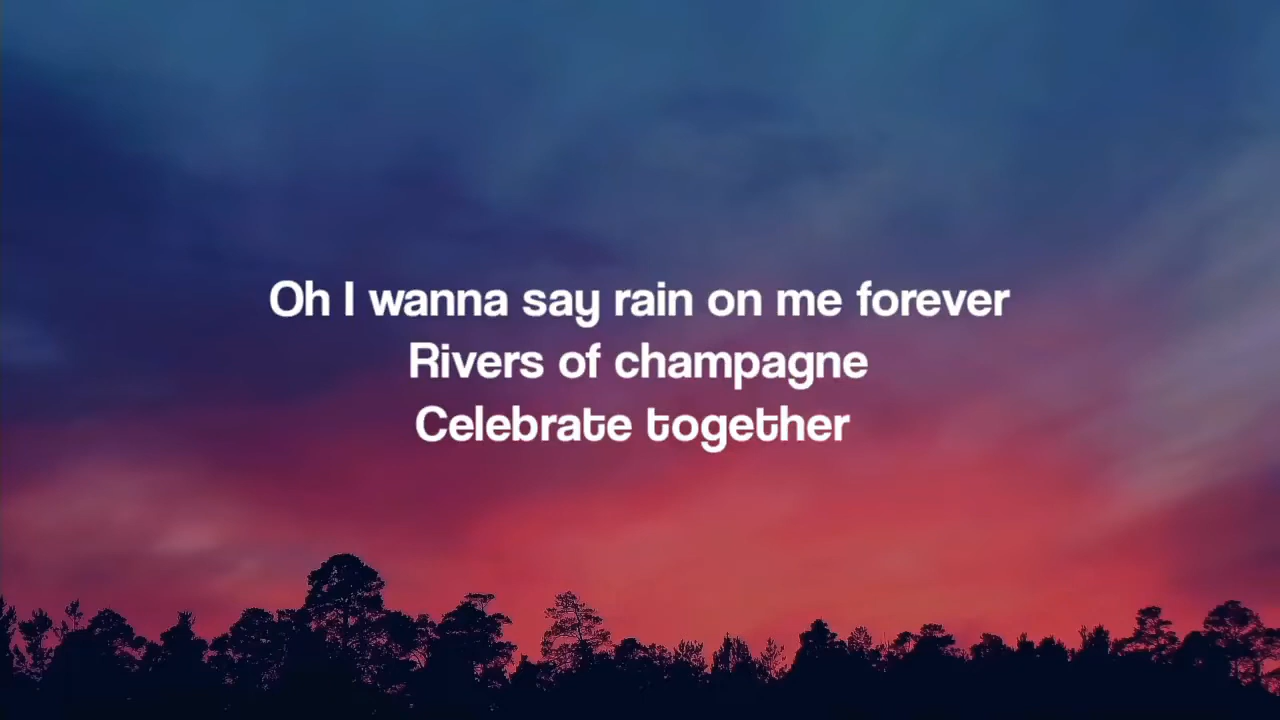 Oh I wanna say rain on me forever
Rivers of champagne
Celebrate together